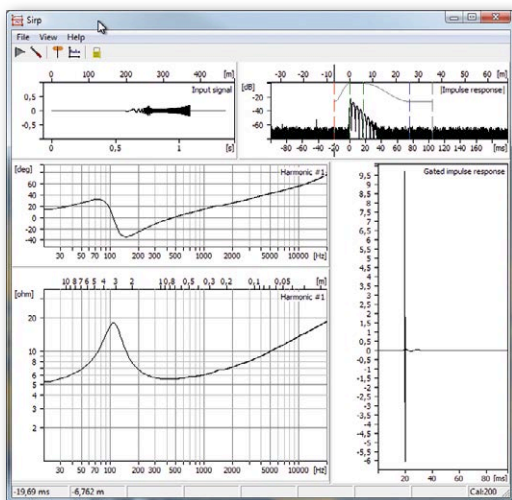 Sirp
File View Help
0 100 200 300 400 [m]
Input signal
0,5
0
-0,5
0 0,5 1 [s]
-30 -20 -10 0 10 20 30 40 50 60 [m]
[dB]
|Impulse response|
-20
-40
-60
-80 -60 -40 -20 0 20 40 60 80 100 120 140 160 [ms]
[deg]
Harmonic #1
60
40
20
0
-20
-40
30 50 70 100 200 300 500 1000 2000 10000 [Hz]
10 8 7 6 5 4 3 2 10,8 0,5 0,3 0,2 0,1 0,05 [m]
[ohm]
Harmonic #1
20
10
8
6
5
4
3
2
30 50 70 100 200 300 500 1000 2000 10000 [Hz]
Gated impulse response
9,5
9
8,5
8
7,5
7
6,5
6
5,5
5
4,5
4
3,5
3
2,5
2
1,5
1
0,5
0
-0,5
-1
-1,5
-2
-2,5
-3
-3,5
-4
-4,5
-5
-5,5
-6
20 40 60 80 [ms]
-19,69 ms -6,762 m Cal:200